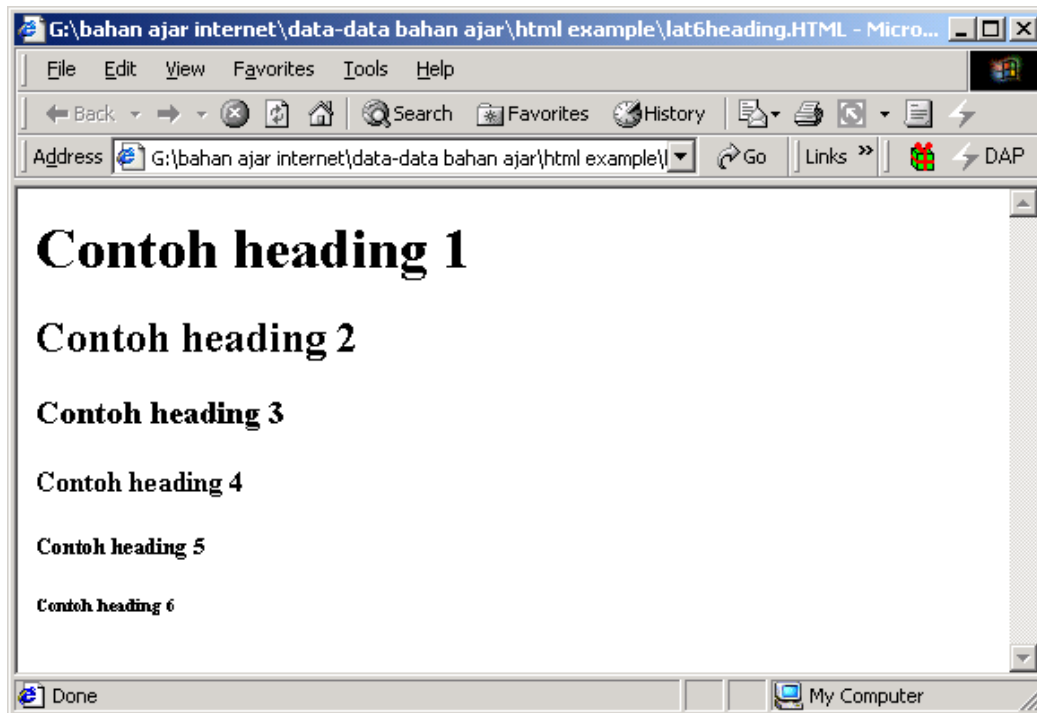 G:\bahan ajar internet\data-data bahan ajar\html example\lat6heading.HTML - Micro...
File Edit View Favorites Tools Help
Back Search Favorites History
Address G:\bahan ajar internet\data-data bahan ajar\html example\l Go Links » DAP
Contoh heading 1
Contoh heading 2
Contoh heading 3
Contoh heading 4
Contoh heading 5
Contoh heading 6
Done My Computer